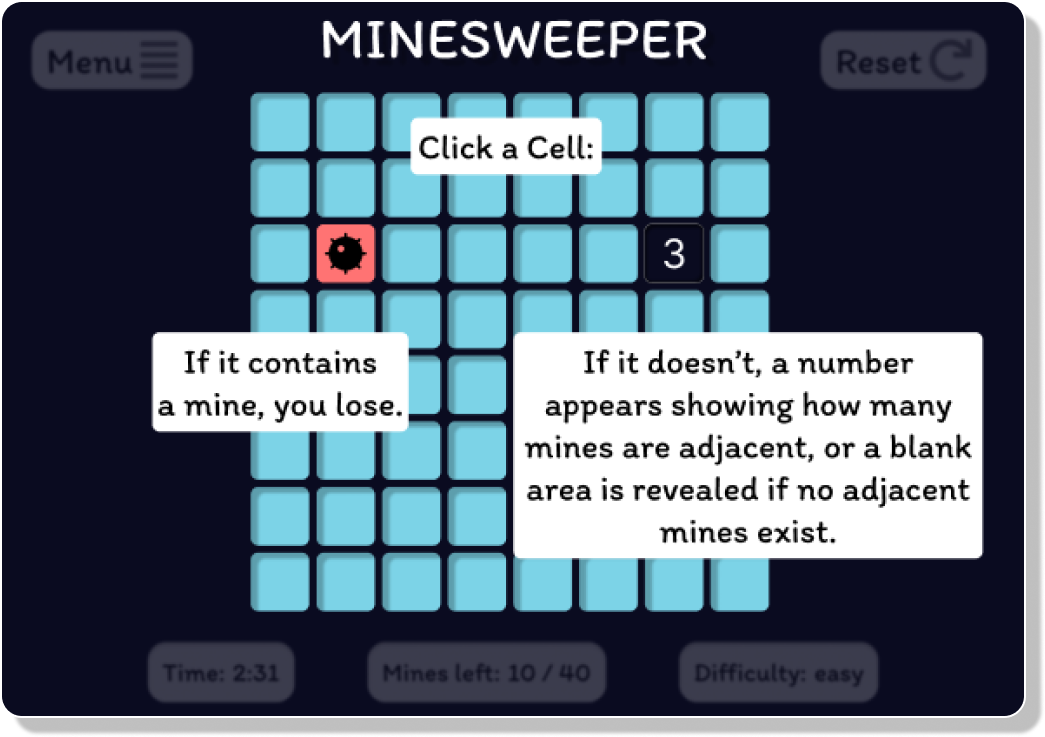 MINESWEEPER
Menu
Reset
Click a Cell:
3
If it contains
a mine, you lose.
If it doesn’t, a number
appears showing how many
mines are adjacent, or a blank
area is revealed if no adjacent
mines exist.
Time: 2:31
Mines left: 10 / 40
Difficulty: easy